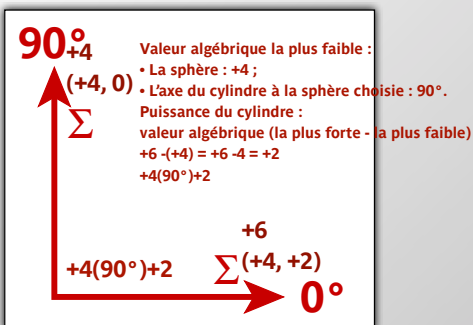 90°
+4
(+4, 0)
Σ
Valeur algébrique la plus faible :
• La sphère : +4 ;
• L'axe du cylindre à la sphère choisie : 90°.
Puissance du cylindre :
valeur algébrique (la plus forte - la plus faible)
+6 -(+4) = +6 -4 = +2
+4(90°)+2
+6
+4(90°)+2
Σ(+4, +2)
0°